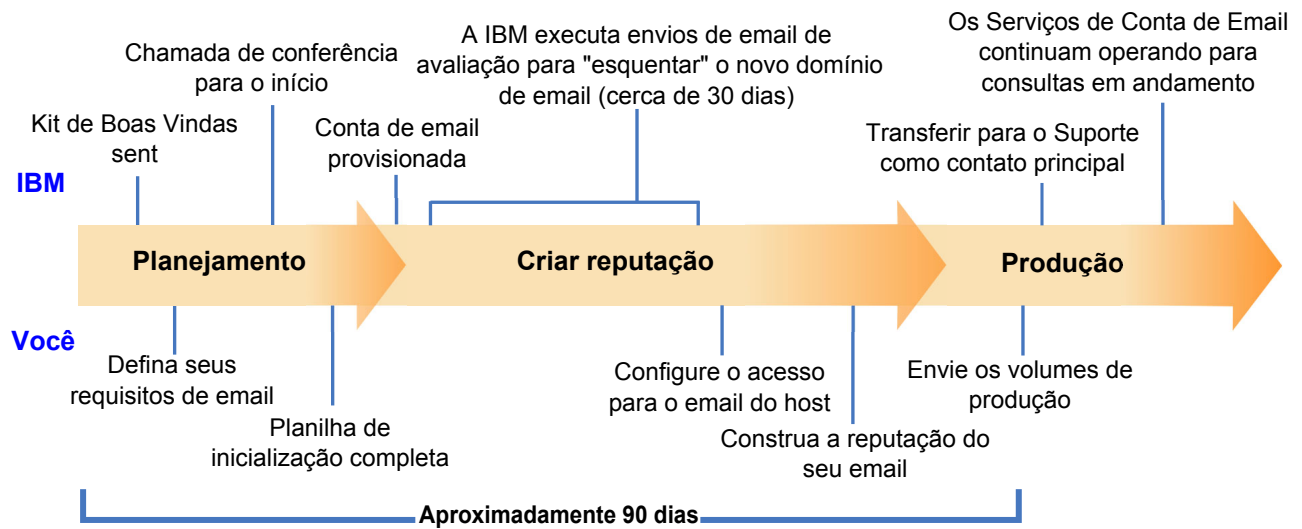 Chamada de conferência
para o início
A IBM executa envios de email de
avaliação para "esquentar" o novo domínio
de email (cerca de 30 dias)
Os Serviços de Conta de Email
continuam operando para
consultas em andamento
Kit de Boas Vindas
sent
Conta de email
provisionada
Transferir para o Suporte
como contato principal
IBM
Planejamento
Criar reputação
Produção
Você
Defina seus
requisitos de email
Planilha de
inicialização completa
Configure o acesso
para o email do host
Construa a reputação do
seu email
Envie os volumes de
produção
Aproximadamente 90 dias